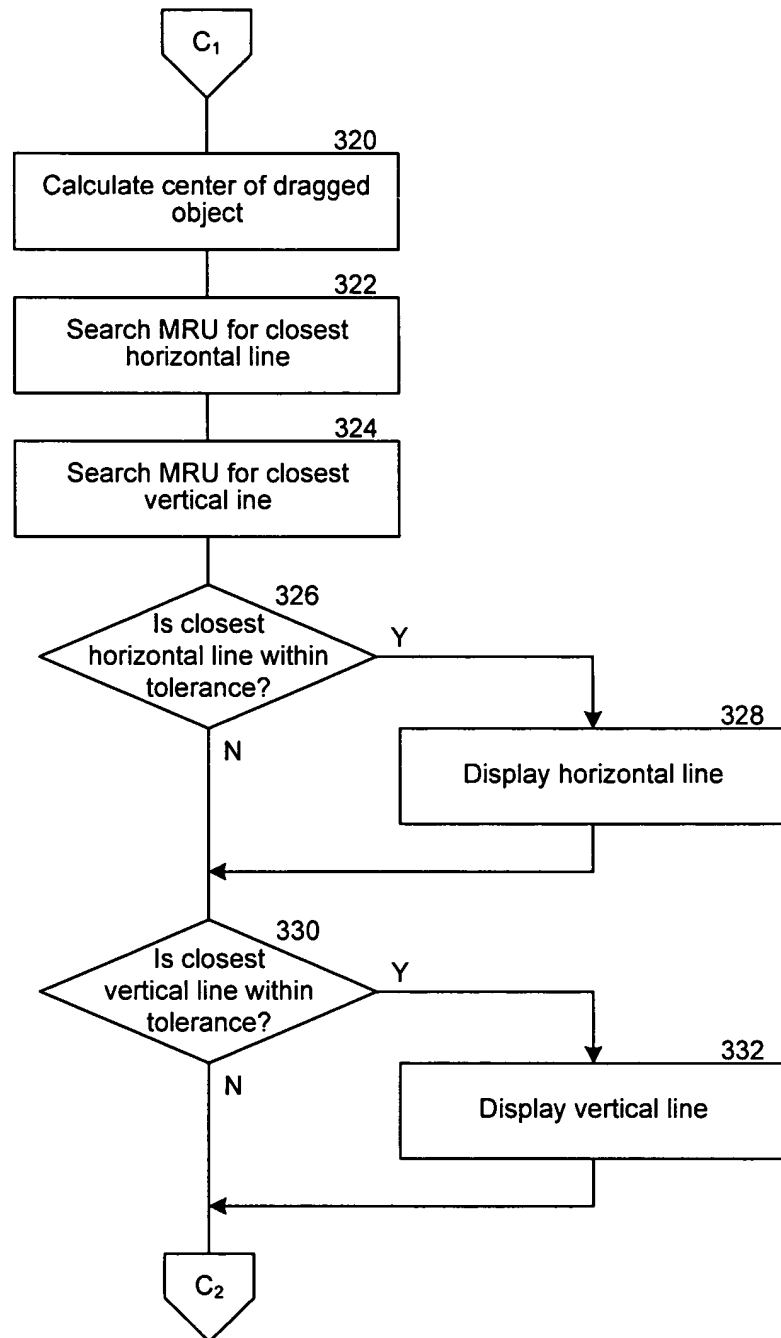 C₁
320
Calculate center of dragged
object
322
Search MRU for closest
horizontal line
324
Search MRU for closest
vertical ine
326
Is closest
horizontal line within
tolerance?
Y
N
328
Display horizontal line
330
Is closest
vertical line within
tolerance?
Y
N
332
Display vertical line
C₂